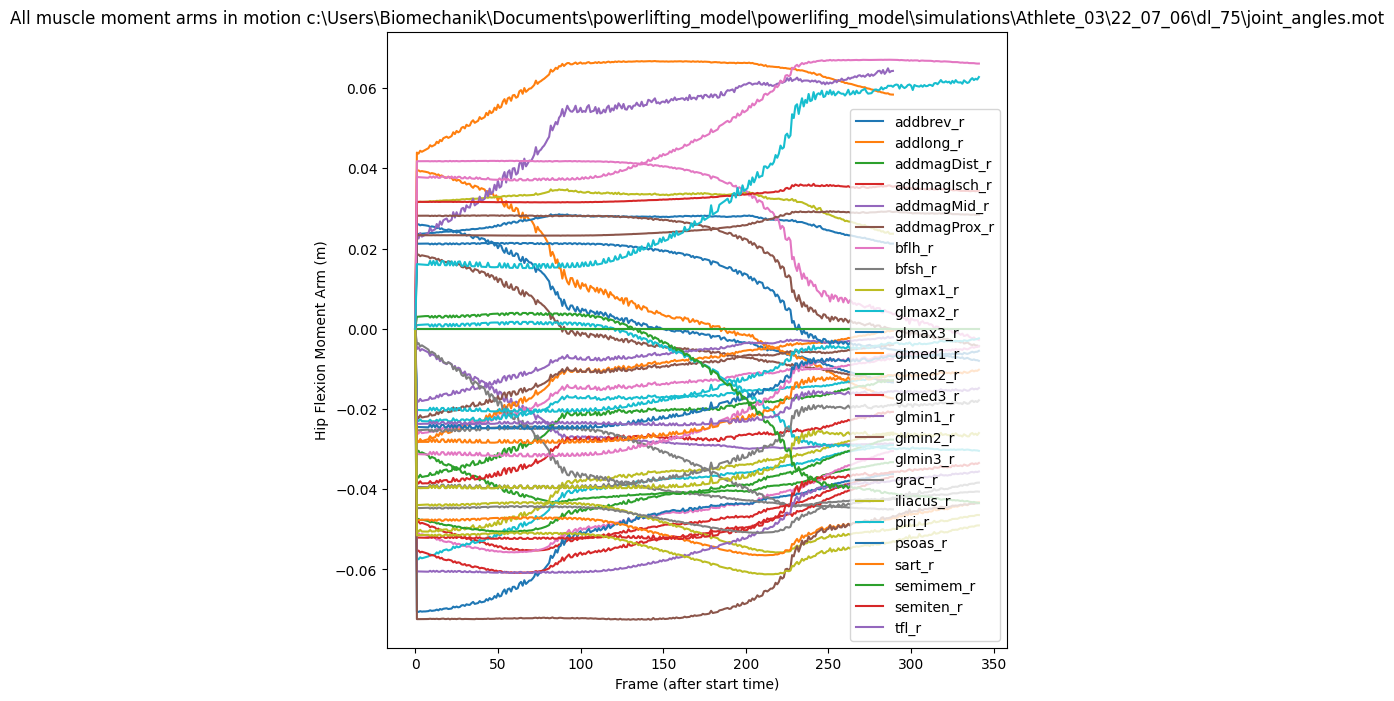 All muscle moment arms in motion c:\Users\Biomechanik\Documents\powerlifting_model\powerlifing_model\simulations\Athlete_03\22_07_06\dl_75\joint_angles.mot
Hip Flexion Moment Arm (m)
0.06
0.04
0.02
0.00
−0.02
−0.04
−0.06
addbrev_r
addlong_r
addmagDist_r
addmagIsch_r
addmagMid_r
addmagProx_r
bflh_r
bfsh_r
glmax1_r
glmax2_r
glmax3_r
glmed1_r
glmed2_r
glmed3_r
glmin1_r
glmin2_r
glmin3_r
grac_r
iliacus_r
piri_r
psoas_r
sart_r
semimem_r
semiten_r
tfl_r
0 50 100 150 200 250 300 350
Frame (after start time)